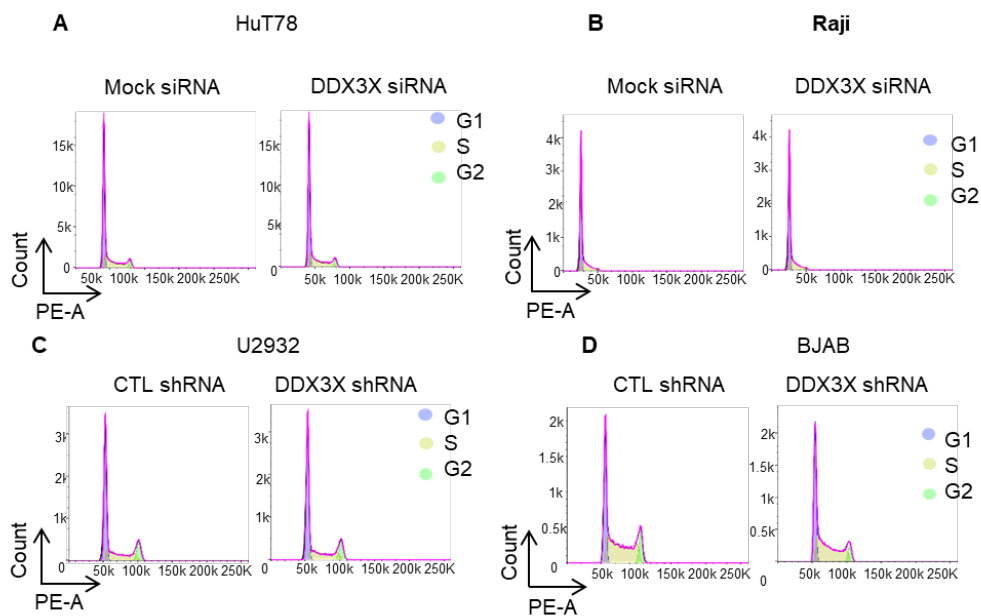 A HuT78
Mock siRNA DDX3X siRNA
15k
10k
5k
0
50k 100k 150k 200k 250K
Count
PE-A
15k
10k
5k
0
50k 100k 150k 200k 250K
G1
S
G2
B Raji
Mock siRNA DDX3X siRNA
4k
3k
2k
1k
0
50k 100k 150k 200k 250K
Count
PE-A
4k
3k
2k
1k
0
50k 100k 150k 200k 250K
G1
S
G2
C U2932
CTL shRNA DDX3X shRNA
3k
2k
1k
0
50k 100k 150k 200k 250K
Count
PE-A
3k
2k
1k
0
50k 100k 150k 200k 250K
G1
S
G2
D BJAB
CTL shRNA DDX3X shRNA
2k
1.5k
1k
0.5k
0
50k 100k 150k 200k 250K
Count
PE-A
2k
1.5k
1k
0.5k
0
50k 100k 150k 200k 250K
G1
S
G2